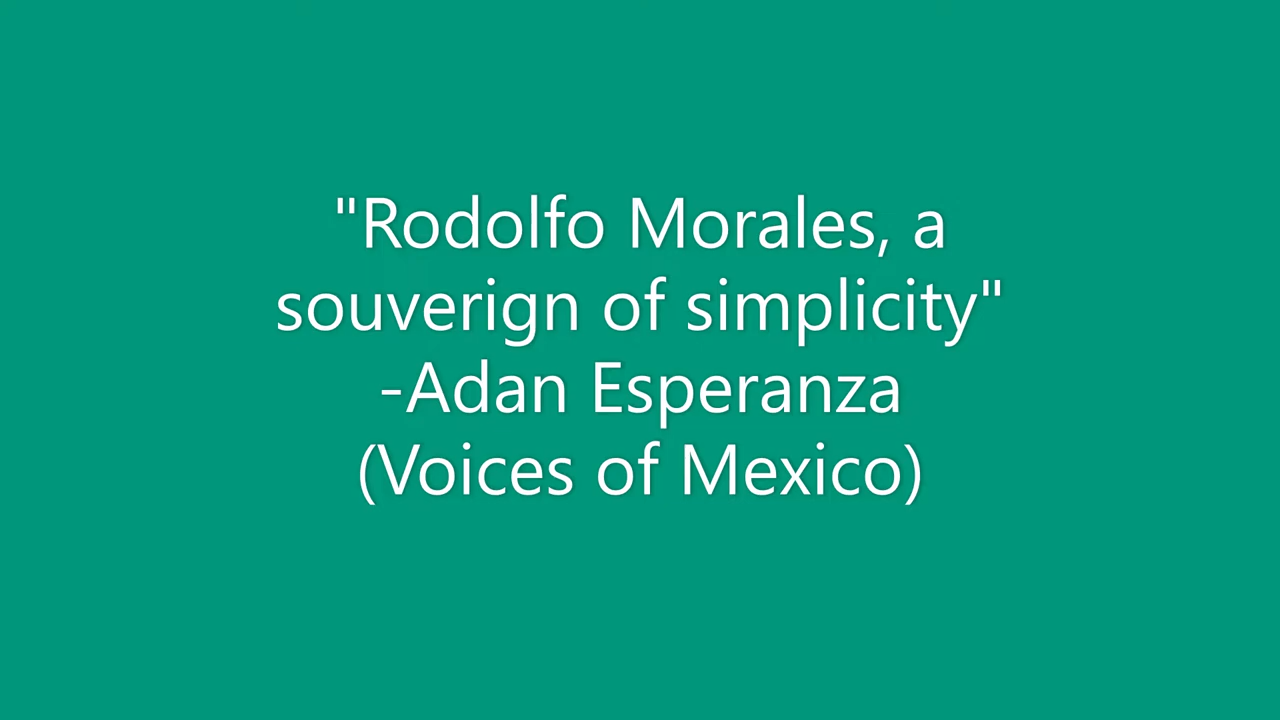 "Rodolfo Morales, a
souverign of simplicity"
-Adan Esperanza
(Voices of Mexico)